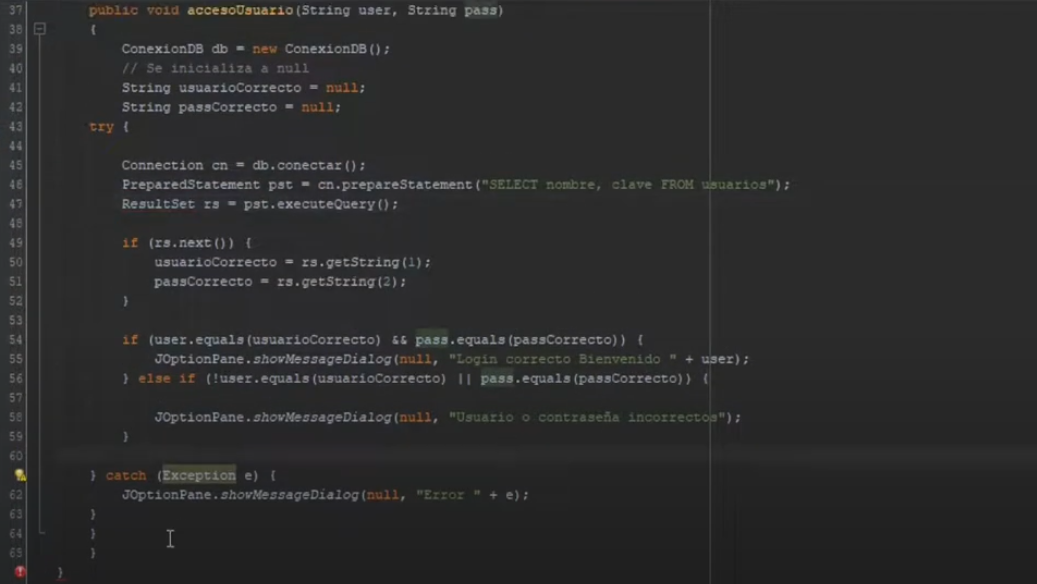 37 public void accesoUsuario(String user, String pass)
38 {
39 ConexionDB db = new ConexionDB();
40 // Se inicializa a null
41 String usuarioCorrecto = null;
42 String passCorrecto = null;
43 try {
44
45 Connection cn = db.conectar();
46 PreparedStatement pst = cn.prepareStatement("SELECT nombre, clave FROM usuarios");
47 ResultSet rs = pst.executeQuery();
48
49 if (rs.next()) {
50 usuarioCorrecto = rs.getString(1);
51 passCorrecto = rs.getString(2);
52 }
53
54 if (user.equals(usuarioCorrecto) && pass.equals(passCorrecto)) {
55 JOptionPane.showMessageDialog(null, "Login correcto Bienvenido " + user);
56 } else if (!user.equals(usuarioCorrecto) || pass.equals(passCorrecto)) {
57
58 JOptionPane.showMessageDialog(null, "Usuario o contraseña incorrectos");
59 }
60
} catch (Exception e) {
62 JOptionPane.showMessageDialog(null, "Error " + e);
63 }
64 }
65 }
}